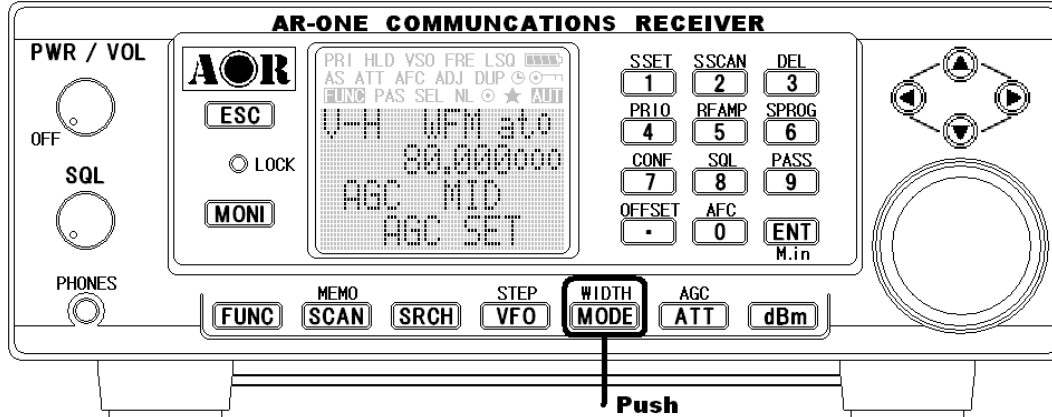 AR-ONE COMMUNCATIONS RECEIVER
PWR / VOL
OFF
SQL
PHONES
AOR
ESC
LOCK
MONI
PRI HLD VSO FRE LSQ
AS ATT AFC ADJ DUP
FUNC PAS SEL NL ★ AUT
V-H WFM ato
80.000000
AGC MID
AGC SET
SSET SSCAN DEL
1 2 3
PRIO RFAMP SPROG
4 5 6
CONF SQL PASS
7 8 9
OFFSET AFC
. 0 ENT
M.in
MEMO STEP WIDTH AGC
FUNC SCAN SRCH VFO MODE ATT dBm
Push